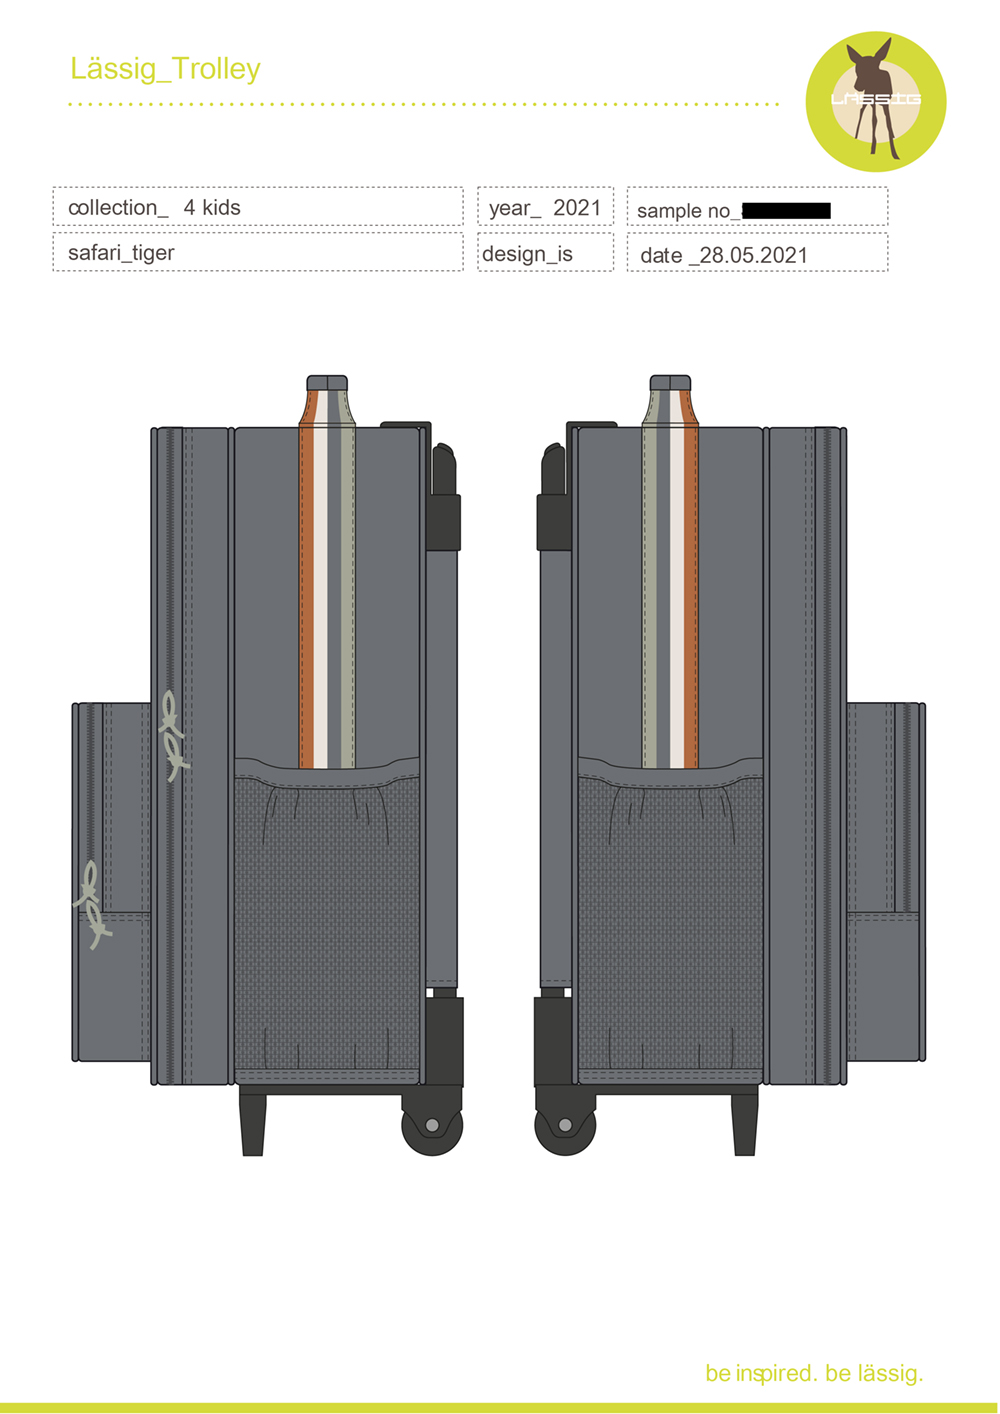 Lässig_Trolley
LÄSSIG
collection_ 4 kids
year_ 2021
sample no_
safari_tiger
design_is
date _28.05.2021
be inspired. be lässig.